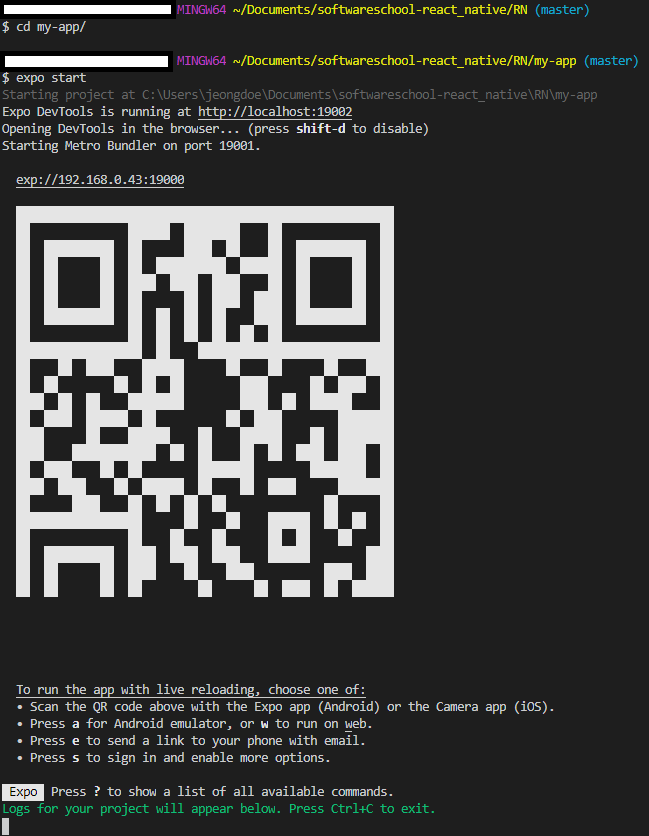 MINGW64 ~/Documents/softwareschool-react_native/RN (master)
$ cd my-app/
MINGW64 ~/Documents/softwareschool-react_native/RN/my-app (master)
$ expo start
Starting project at C:\Users\jeongdoe\Documents\softwareschool-react_native\RN\my-app
Expo DevTools is running at http://localhost:19002
Opening DevTools in the browser... (press shift-d to disable)
Starting Metro Bundler on port 19001.
exp://192.168.0.43:19000
To run the app with live reloading, choose one of:
• Scan the QR code above with the Expo app (Android) or the Camera app (iOS).
• Press a for Android emulator, or w to run on web.
• Press e to send a link to your phone with email.
• Press s to sign in and enable more options.
Expo Press ? to show a list of all available commands.
Logs for your project will appear below. Press Ctrl+C to exit.